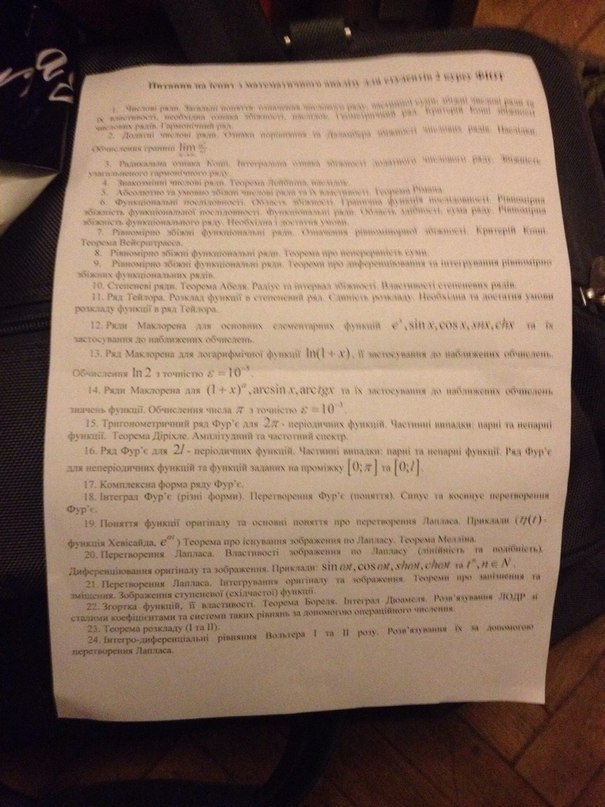 Питання на іспит з математичного аналізу для студентів 2 курсу
1. Числові ряди. Загальні поняття: означення числового ряду, часткової суми, збіжні числові ряди та
їх властивості, необхідна ознака збіжності, наслідок. Геометричний ряд. Критерій Коші збіжності
числових рядів. Гармонічний ряд.
2. Додатні числові ряди. Ознаки порівняння та Даламбера збіжності числових рядів. Наслідки.
Обчислення границі lim
3. Радикальна ознака Коші. Інтегральна ознака збіжності додатного числового ряду. Збіжність
узагальненого гармонічного ряду.
4. Знакозмінні числові ряди. Теорема Лейбніца, наслідок.
5. Абсолютно та умовно збіжні числові ряди та їх властивості. Теорема Рімана.
6. Функціональні послідовності. Область збіжності. Гранична функція послідовності. Рівномірна
збіжність функціональної послідовності. Функціональні ряди. Область збіжності, сума ряду. Рівномірна
збіжність функціонального ряду. Необхідна і достатня умови.
7. Рівномірно збіжні функціональні ряди. Означення рівномірної збіжності. Критерій Коші.
Теорема Вейєрштрасса.
8. Рівномірно збіжні функціональні ряди. Теорема про неперервність суми.
9. Рівномірно збіжні функціональні ряди. Теореми про диференціювання та інтегрування рівномірно
збіжних функціональних рядів.
10. Степеневі ряди. Теорема Абеля. Радіус та інтервал збіжності. Властивості степеневих рядів.
11. Ряд Тейлора. Розклад функції в степеневий ряд. Єдиність розкладу. Необхідна та достатня умови
розкладу функції в ряд Тейлора.
12. Ряди Маклорена для основних елементарних функцій e^x, sin x, cos x, shx, chx та їх
застосування до наближених обчислень.
13. Ряд Маклорена для логарифмічної функції ln(1+x), її застосування до наближених обчислень.
Обчислення ln 2 з точністю ε=10⁻³.
14. Ряди Маклорена для (1+x)^α, arcsin x, arctgx та їх застосування до наближених обчислень
значень функції. Обчислення числа π з точністю ε=10⁻³
15. Тригонометричний ряд Фур’є для 2π - періодичних функцій. Частинні випадки: парні та непарні
функції. Теорема Діріхле. Амплітудний та частотний спектр.
16. Ряд Фур’є для 2l - періодичних функцій. Частинні випадки: парні та непарні функції. Ряд Фур’є
для неперіодичних функцій та функцій заданих на проміжку [0;π] та [0;l].
17. Комплексна форма ряду Фур’є.
18. Інтеграл Фур’є (різні форми). Перетворення Фур’є (поняття). Синус та косинус перетворення
Фур’є.
19. Поняття функції оригіналу та основні поняття про перетворення Лапласа. Приклади (η(t)-
функція Хевісайда, e^αt) Теорема про існування зображення по Лапласу. Теорема Мелліна.
20. Перетворення Лапласа. Властивості зображення по Лапласу (лінійність та подібність).
Диференціювання оригіналу та зображення. Приклади: sin ωt, cos ωt, shωt, chωt та tⁿ, n∈N.
21. Перетворення Лапласа. Інтегрування оригіналу та зображення. Теореми про запізнення та
зміщення. Зображення ступеневої (східчастої) функції.
22. Згортка функцій, її властивості. Теорема Бореля. Інтеграл Дюамеля. Розв’язування ЛОДР зі
сталими коефіцієнтами та системи таких рівнянь за допомогою операційного числення.
23. Теорема розкладу (І та ІІ).
24. Інтегро-диференціальні рівняння Вольтера І та ІІ роду. Розв’язування їх за допомогою
перетворення Лапласа.